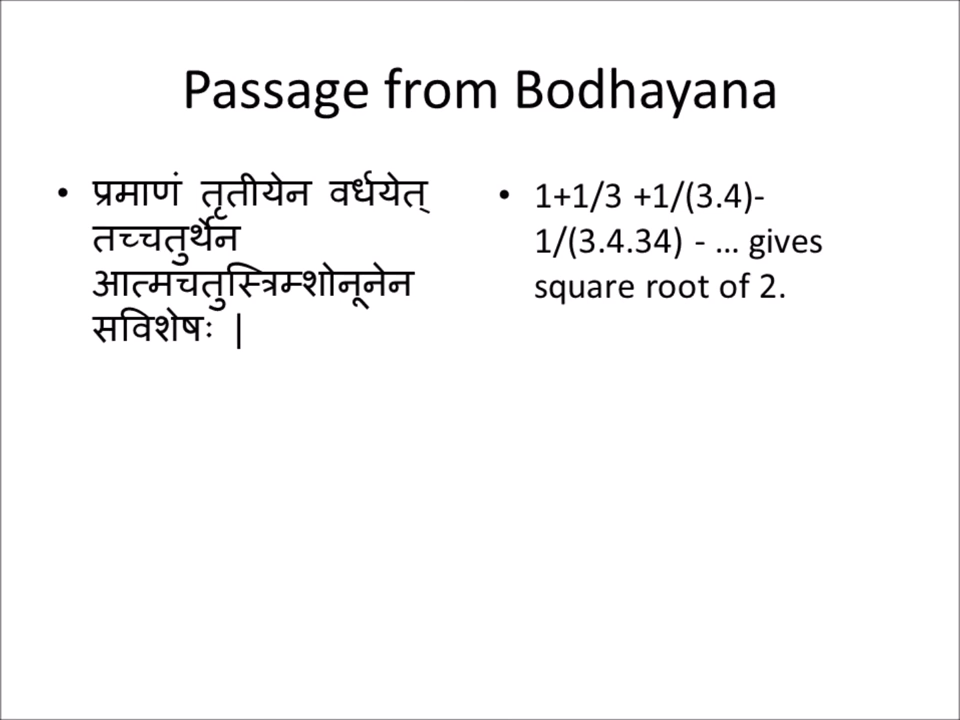 Passage from Bodhayana
• प्रमाणं तृतीयेन वर्धयेत्
तच्चतुर्थेन
आत्मचतुस्त्रिम्शोनूनेन
सविशेषः |
• 1+1/3 +1/(3.4)-
1/(3.4.34) - … gives
square root of 2.